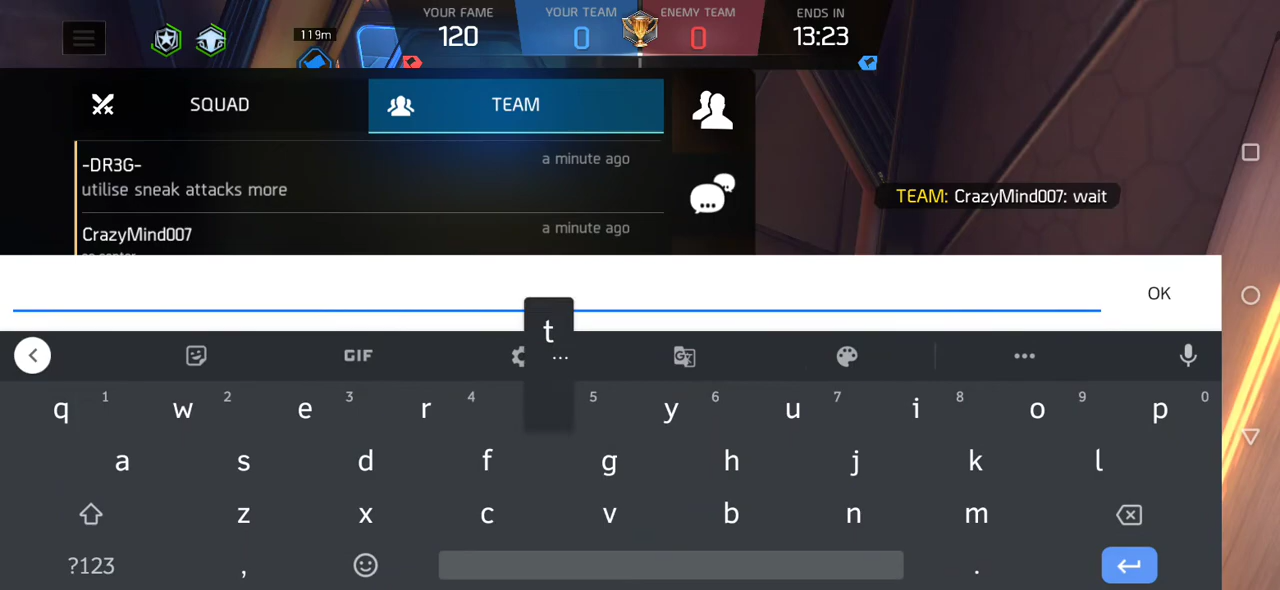 YOUR FAME
120
YOUR TEAM
0
ENEMY TEAM
0
ENDS IN
13:23
119m
SQUAD
TEAM
-DR3G-
a minute ago
utilise sneak attacks more
CrazyMind007
a minute ago
TEAM: CrazyMind007: wait
OK
t
...
GIF
q 1 w 2 e 3 r 4 5 y 6 u 7 i 8 o 9 p 0
a s d f g h j k l
z x c v b n m
?123 , .